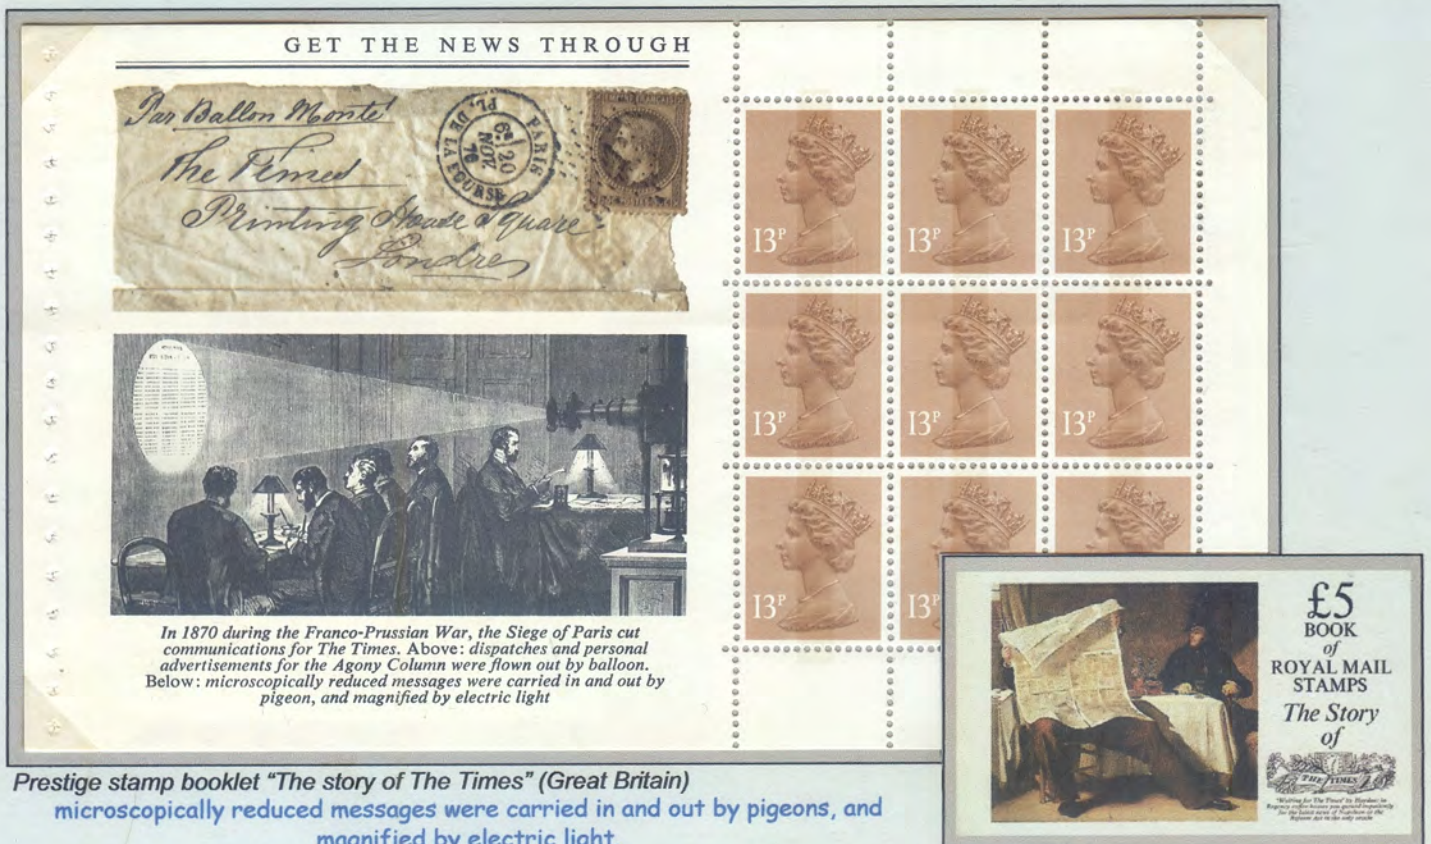 GET THE NEWS THROUGH
Par Ballon Monté
The Times
Printing House Square
Londres
PARIS
6E
20
NOV
70
PL. DE LA BOURSE
13P
13P
13P
13P
13P
13P
13P
13P
In 1870 during the Franco-Prussian War, the Siege of Paris cut
communications for The Times. Above: dispatches and personal
advertisements for the Agony Column were flown out by balloon.
Below: microscopically reduced messages were carried in and out by
pigeon, and magnified by electric light
£5
BOOK
of
ROYAL MAIL
STAMPS
The Story
of
THE TIMES
Prestige stamp booklet “The story of The Times” (Great Britain)
microscopically reduced messages were carried in and out by pigeons, and
magnified by electric light